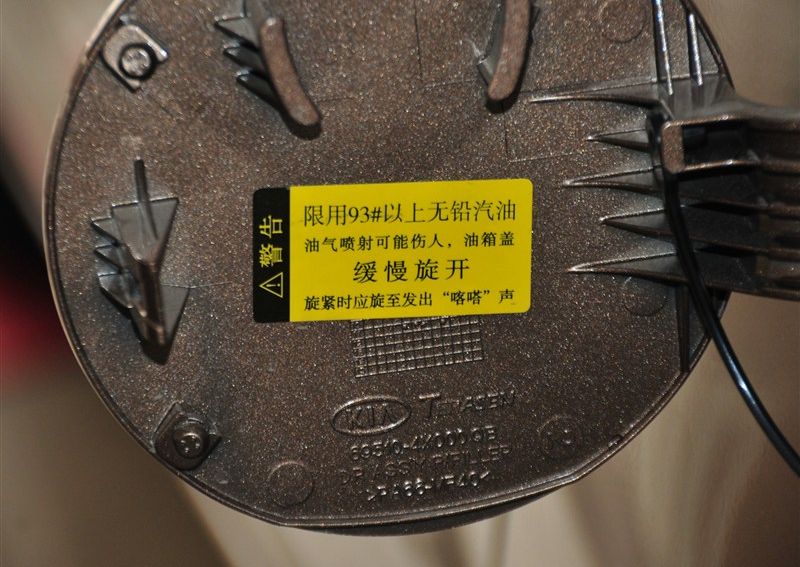 警告
限用93#以上无铅汽油
油气喷射可能伤人，油箱盖
缓慢旋开
旋紧时应旋至发出“喀嗒”声
KIA
69510-4X000